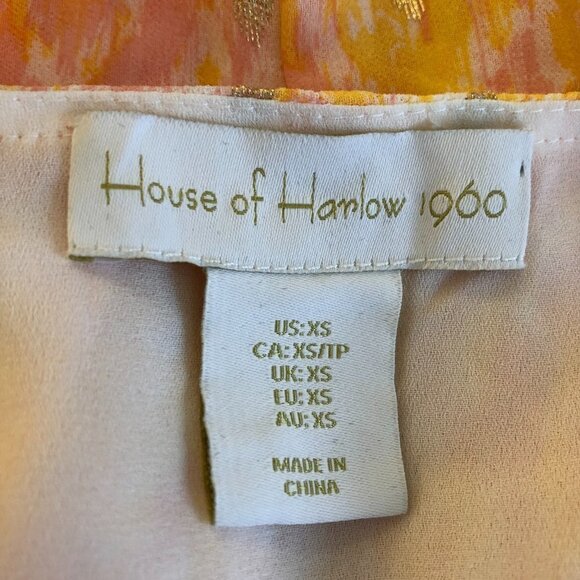 House of Harlow 1960
US: XS
CA: XS/TP
UK: XS
EU: XS
AU: XS
MADE IN
CHINA